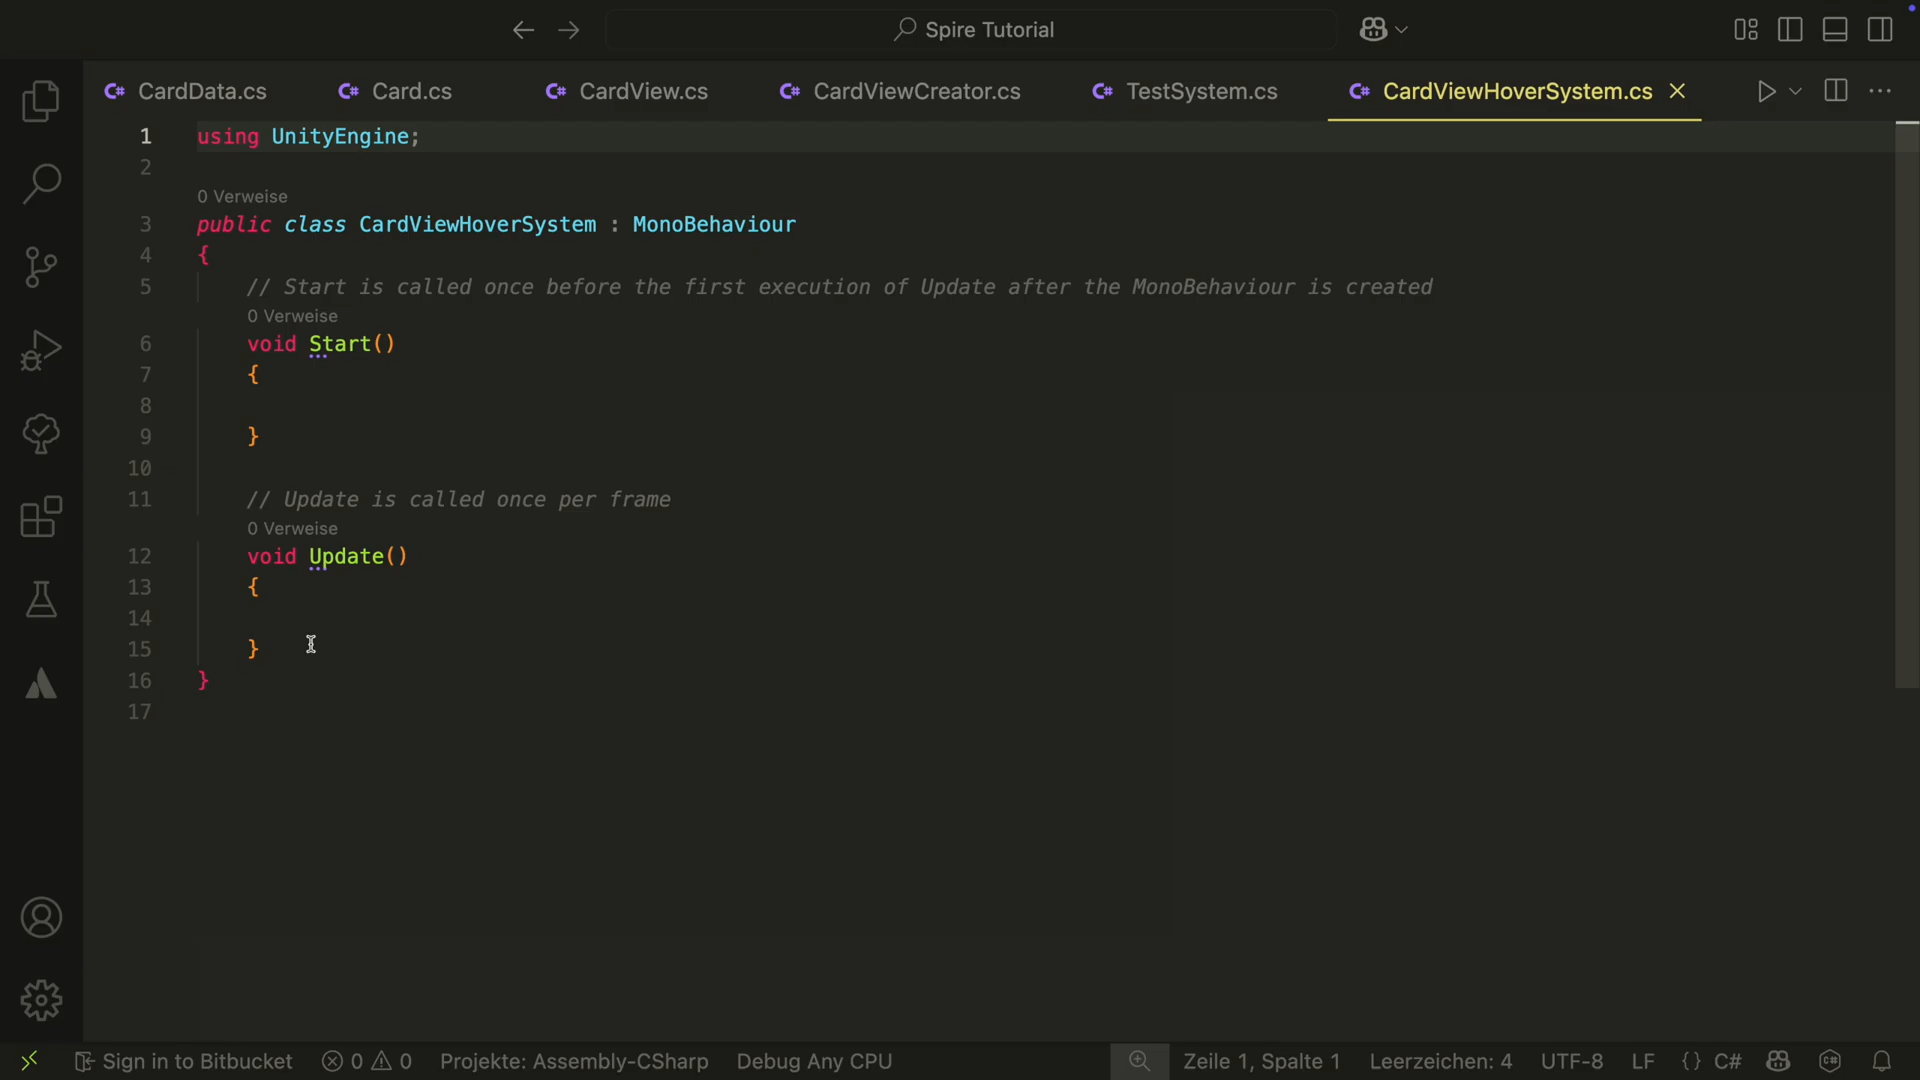 Spire Tutorial
C# CardData.cs C# Card.cs C# CardView.cs C# CardViewCreator.cs C# TestSystem.cs C# CardViewHoverSystem.cs
1 using UnityEngine;
2
0 Verweise
3 public class CardViewHoverSystem : MonoBehaviour
4 {
5 // Start is called once before the first execution of Update after the MonoBehaviour is created
0 Verweise
6 void Start()
7 {
8
9 }
10
11 // Update is called once per frame
0 Verweise
12 void Update()
13 {
14
15 }
16 }
17
Sign in to Bitbucket 0 0 Projekte: Assembly-CSharp Debug Any CPU Zeile 1, Spalte 1 Leerzeichen: 4 UTF-8 LF {} C#